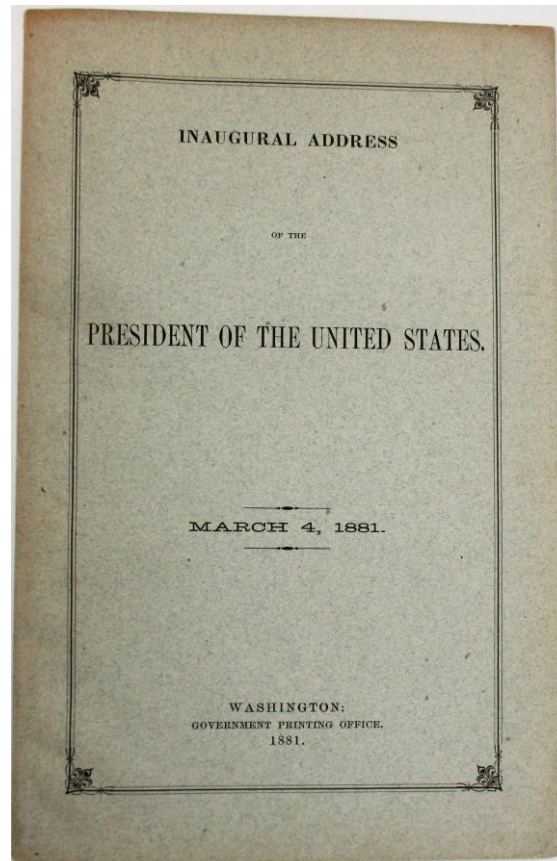 INAUGURAL ADDRESS
OF THE
PRESIDENT OF THE UNITED STATES.
MARCH 4, 1881.
WASHINGTON:
GOVERNMENT PRINTING OFFICE.
1881.